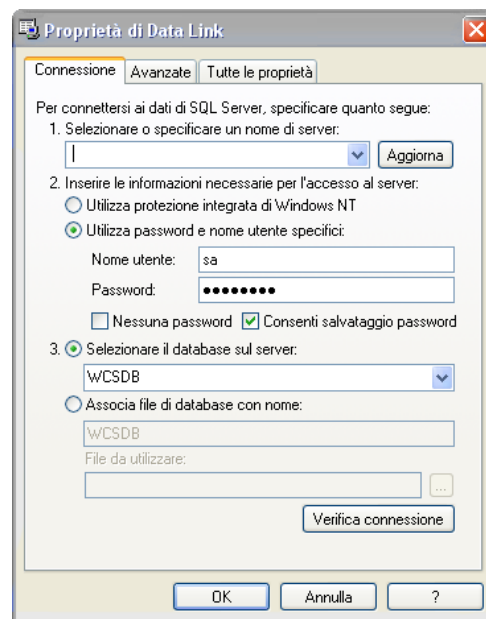 Proprietà di Data Link
Connessione Avanzate Tutte le proprietà
Per connettersi ai dati di SQL Server, specificare quanto segue:
1. Selezionare o specificare un nome di server:
Aggiorna
2. Inserire le informazioni necessarie per l'accesso al server:
Utilizza protezione integrata di Windows NT
Utilizza password e nome utente specifici:
Nome utente: sa
Password: ●●●●●●●●
Nessuna password Consenti salvataggio password
3. Selezionare il database sul server:
WCSDB
Associa file di database con nome:
WCSDB
File da utilizzare:
...
Verifica connessione
OK Annulla ?